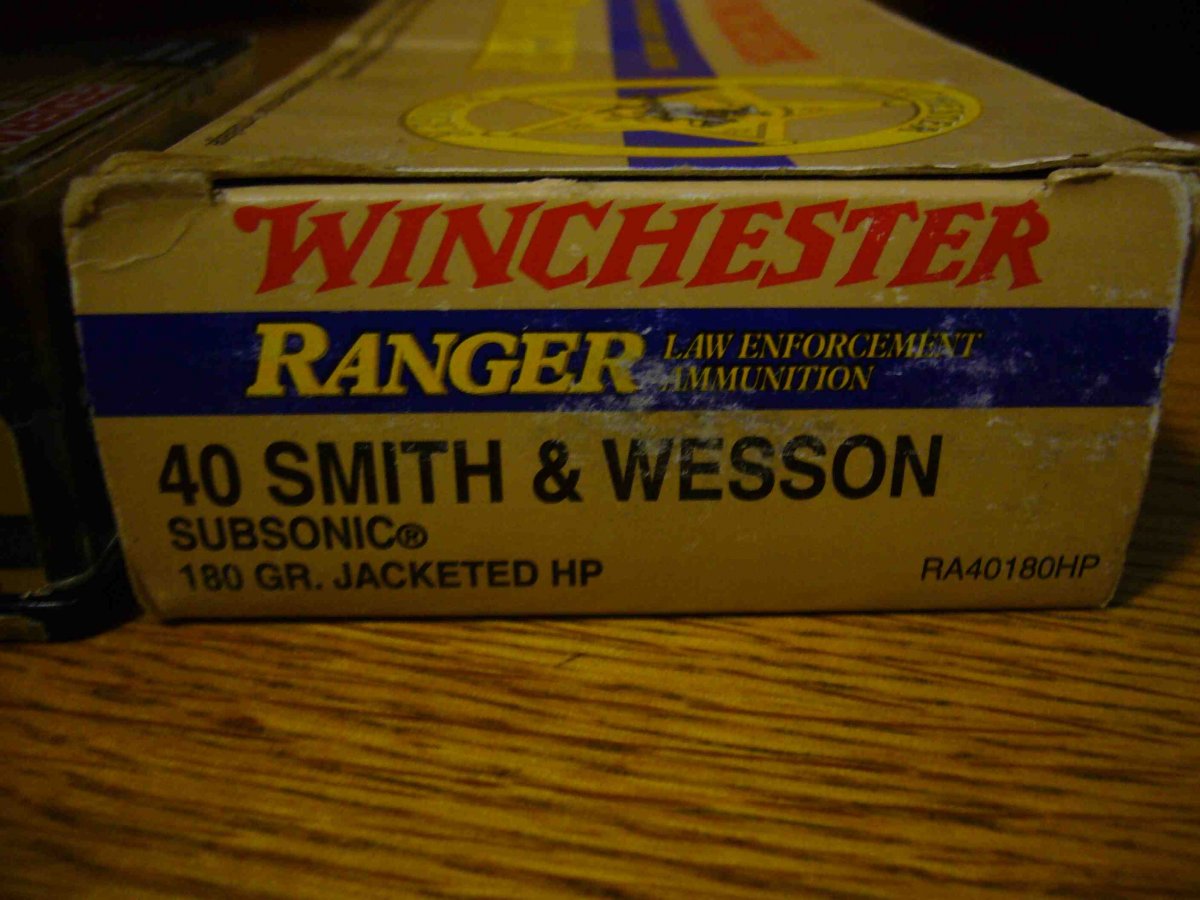 WINCHESTER
RANGER LAW ENFORCEMENT
AMMUNITION
40 SMITH & WESSON
SUBSONIC®
180 GR. JACKETED HP
RA40180HP